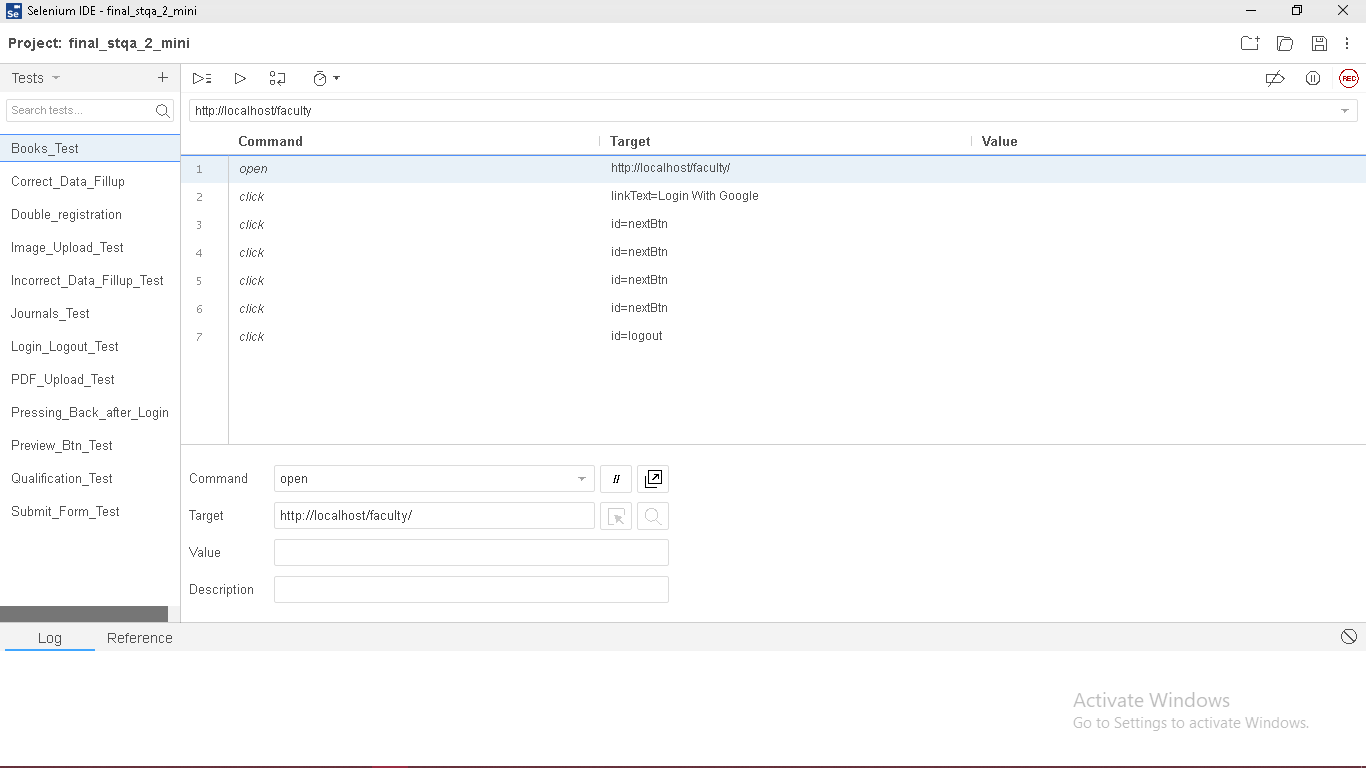 Selenium IDE - final_stqa_2_mini
Project: final_stqa_2_mini
Tests
Search tests...
Books_Test
Correct_Data_Fillup
Double_registration
Image_Upload_Test
Incorrect_Data_Fillup_Test
Journals_Test
Login_Logout_Test
PDF_Upload_Test
Pressing_Back_after_Login
Preview_Btn_Test
Qualification_Test
Submit_Form_Test
REC
http://localhost/faculty
Command Target Value
1 open http://localhost/faculty/
2 click linkText=Login With Google
3 click id=nextBtn
4 click id=nextBtn
5 click id=nextBtn
6 click id=nextBtn
7 click id=logout
Command open //
Target http://localhost/faculty/
Value
Description
Log Reference
Activate Windows
Go to Settings to activate Windows.